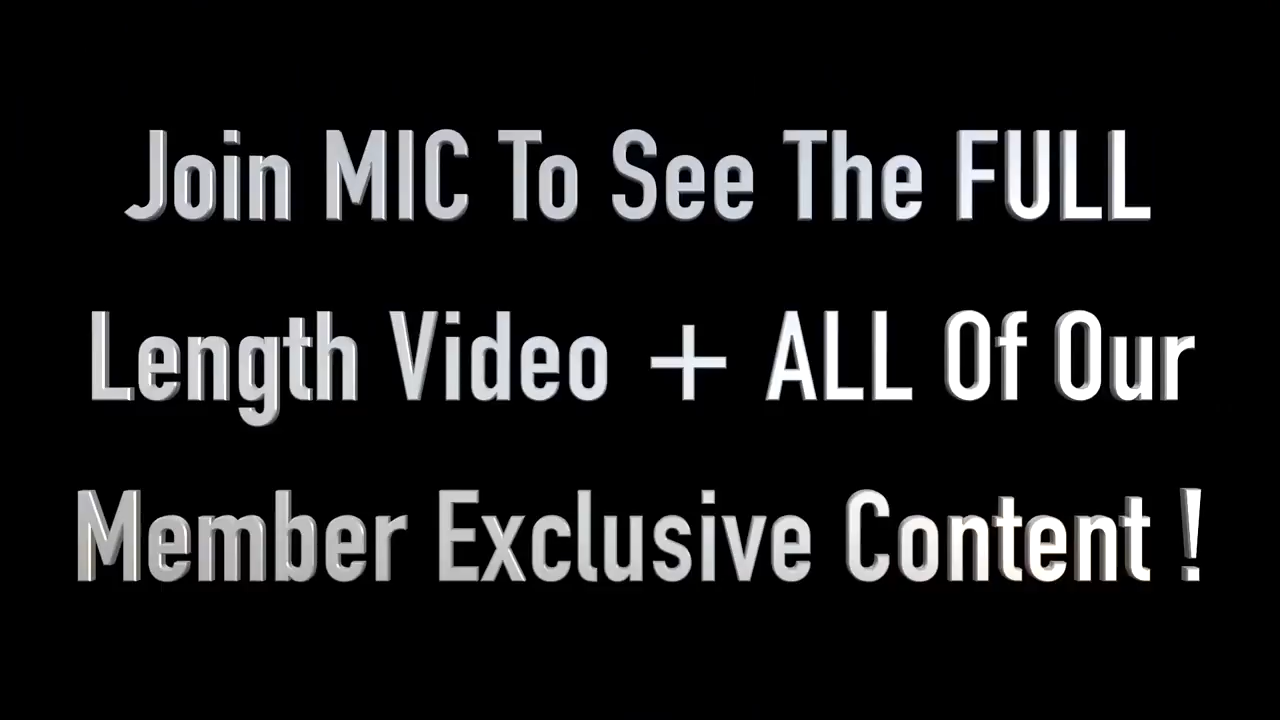 Join MIC To See The FULL
Length Video + ALL Of Our
Member Exclusive Content !